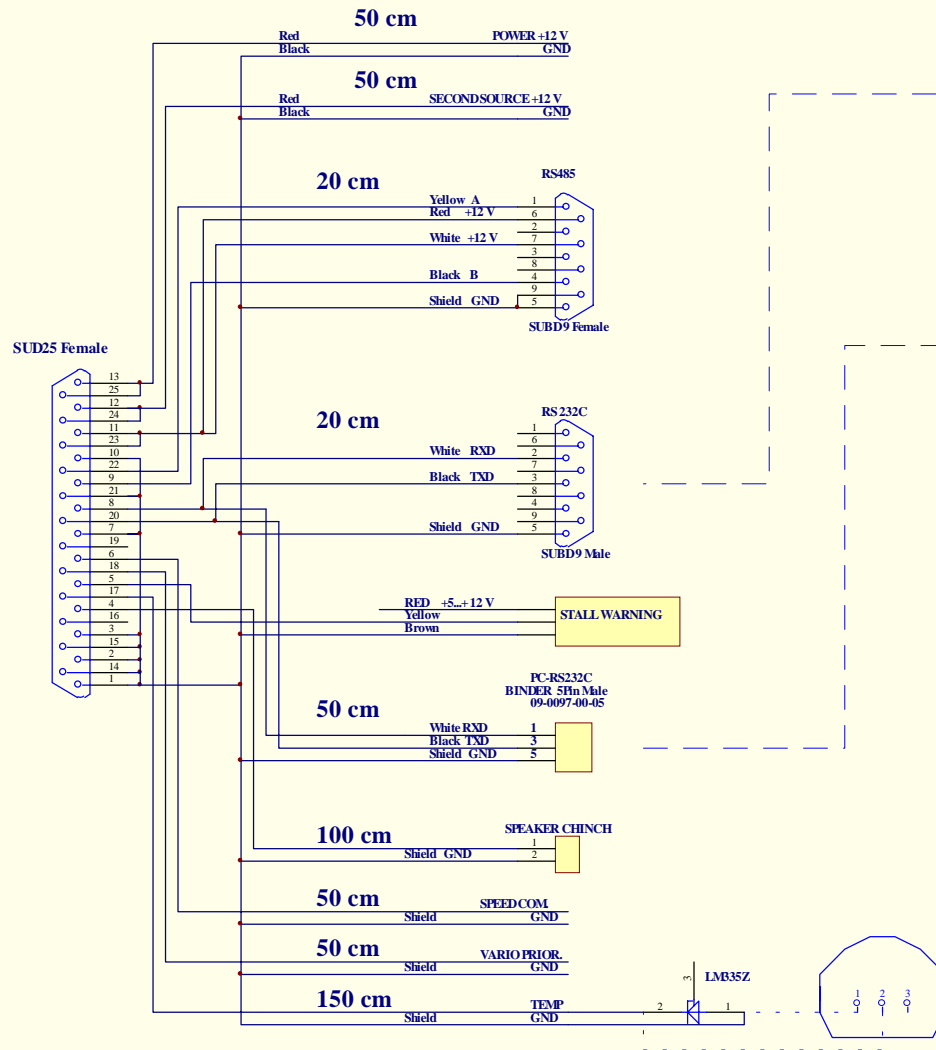 50 cm
Red POWER +12 V
Black GND
50 cm
Red SECOND SOURCE +12 V
Black GND
RS485
20 cm
Yellow A 1
Red +12 V 6
2
White +12 V 7
3
8
Black B 4
9
Shield GND 5
SUBD9 Female
SUD25 Female
13
25
12
24
11
23
10
22
9
21
8
20
7
19
6
18
5
17
4
16
3
15
2
14
1
RS 232C
20 cm
1
6
White RXD 2
7
Black TXD 3
8
4
9
Shield GND 5
SUBD9 Male
RED +5...+12 V
Yellow
Brown
STALL WARNING
PC-RS232C
BINDER 5Pin Male
09-0097-00-05
50 cm
White RXD 1
Black TXD 3
Shield GND 5
SPEAKER CHINCH
100 cm
1
Shield GND 2
50 cm
SPEED COM.
Shield GND
50 cm
VARIO PRIOR.
Shield GND
150 cm
TEMP
Shield GND
LM335Z
3
2 1
1 2 3